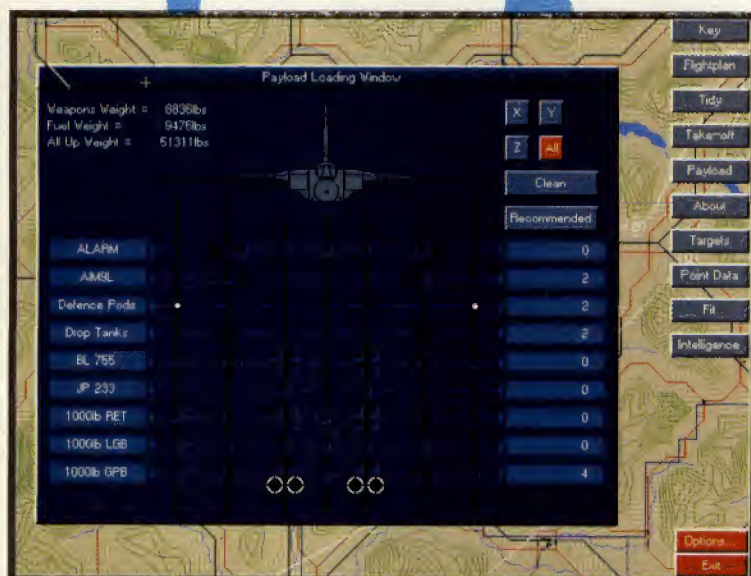 Payload Loading Window
Weapons Weight = 6836lbs
Fuel Weight = 9476lbs
All Up Weight = 51311lbs
X Y
Z All
Clean
Recommended
ALARM 0
AIM9L 2
Defence Pods 2
Drop Tanks 2
BL 755 0
JP 233 0
1000lb RET 0
1000lb LGB 0
1000lb GPB 4
Key
Flightplan
Tidy
Takeoff
Payload
About
Targets
Point Data
Fit
Intelligence
Options...
Exit